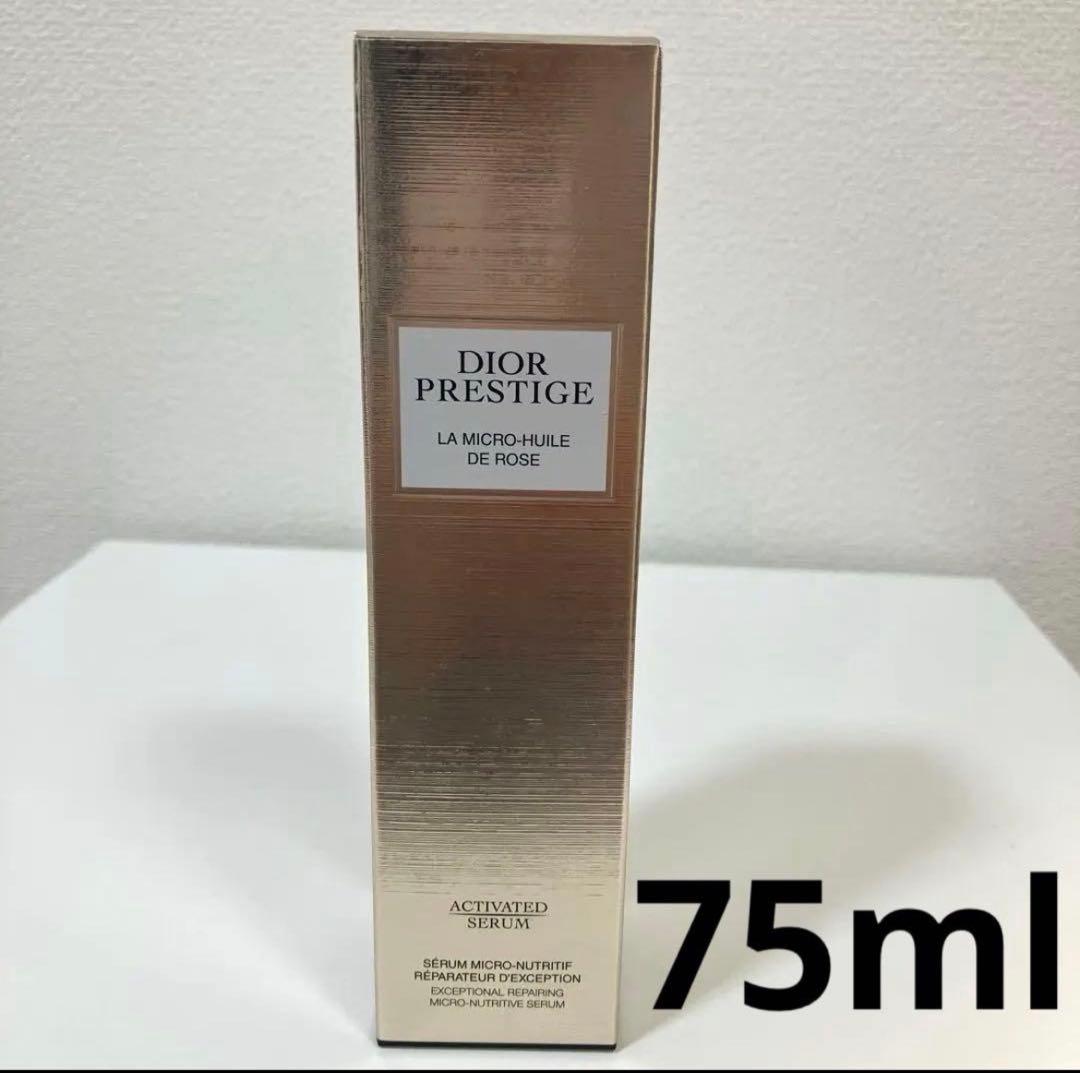 DIOR
PRESTIGE
LA MICRO-HUILE
DE ROSE
ACTIVATED
SERUM
SÉRUM MICRO-NUTRITIF
RÉPARATEUR D'EXCEPTION
EXCEPTIONAL REPAIRING
MICRO-NUTRITIVE SERUM
75ml